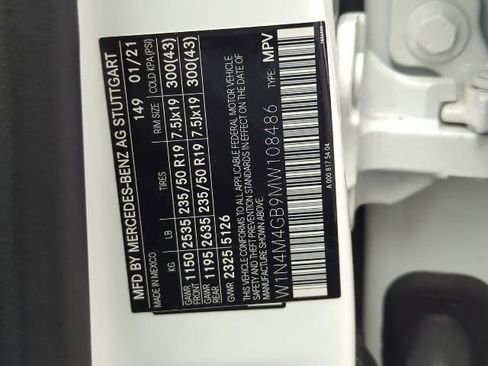 MFD BY MERCEDES-BENZ AG STUTTGART
MADE IN MEXICO 149 01/21
KG LB TIRES RIM SIZE COLD KPA(PSI)
GAWR FRONT 1150 2535 235/50 R19 7.5Jx19 300(43)
GAWR REAR 1195 2635 235/50 R19 7.5Jx19 300(43)
GVWR 2325 5126
THIS VEHICLE CONFORMS TO ALL APPLICABLE FEDERAL MOTOR VEHICLE
SAFETY, BUMPER, AND THEFT PREVENTION STANDARDS IN EFFECT ON THE DATE
OF MANUFACTURE SHOWN ABOVE.
W1N4M4GB9MW108486 TYPE: MPV
A 000 817 54 04